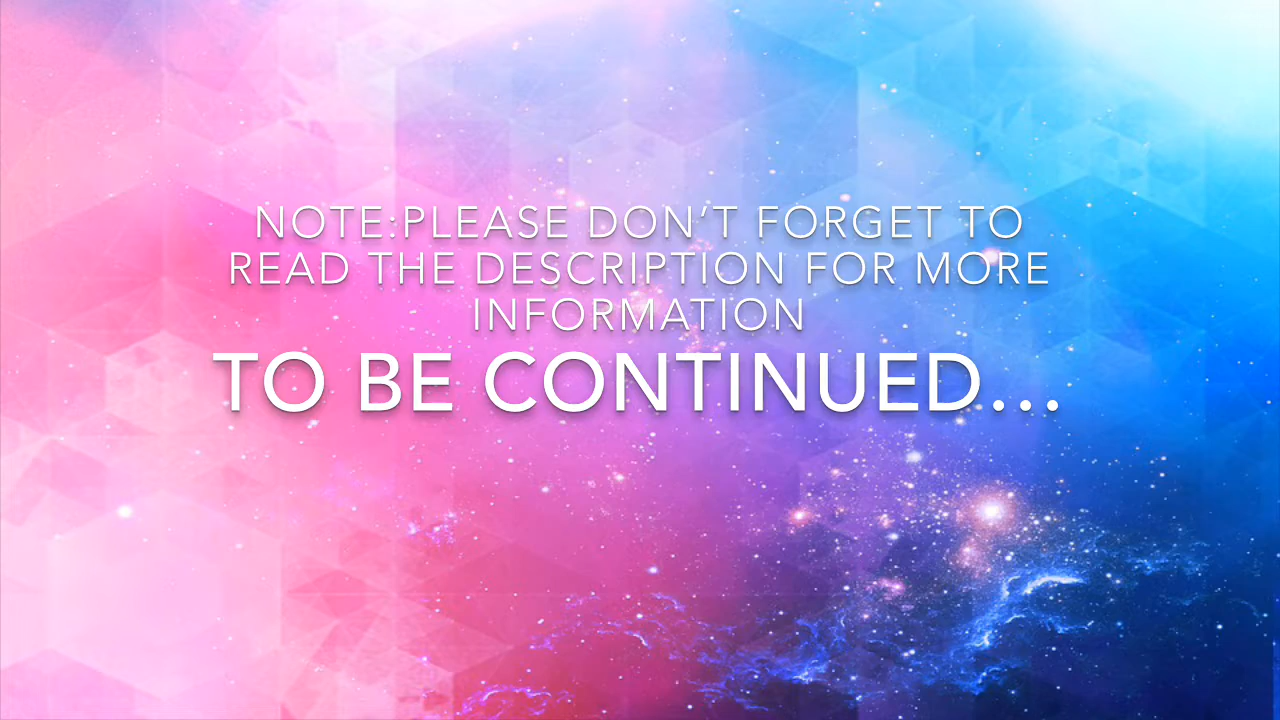 NOTE:PLEASE DON’T FORGET TO
READ THE DESCRIPTION FOR MORE
INFORMATION
TO BE CONTINUED…